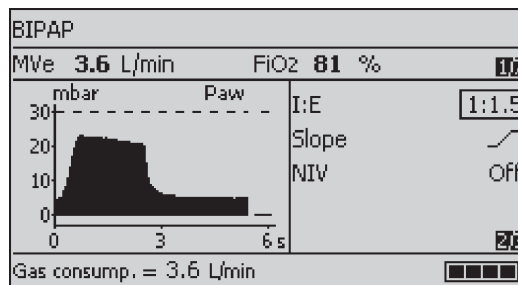 BIPAP
MVe 3.6 L/min FiO2 81 %
mbar Paw
30
20
10
0
0 3 6 s
I:E 1:1.5
Slope
NIV Off
Gas consump. = 3.6 L/min